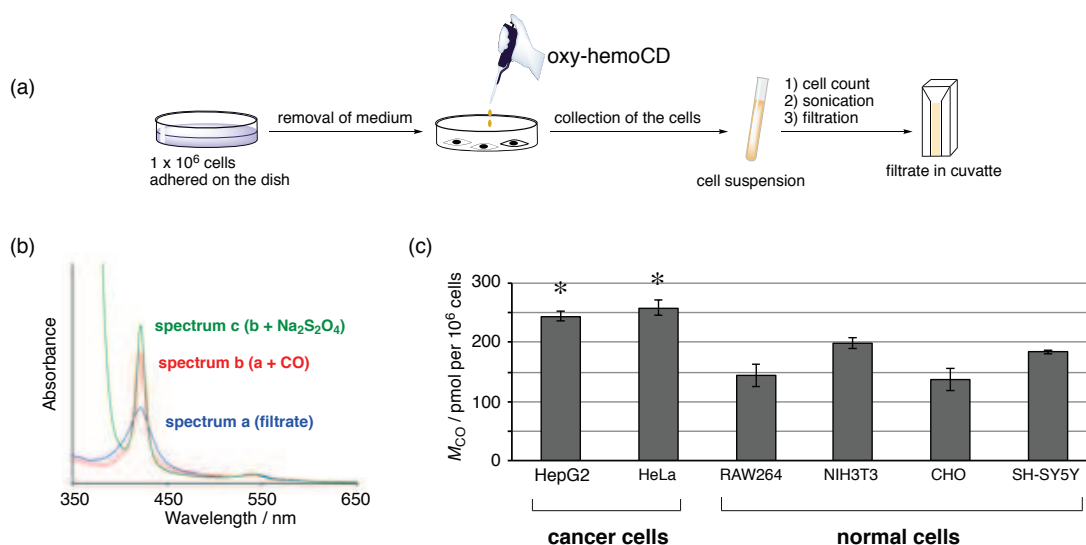 (a)
oxy-hemoCD
removal of medium
collection of the cells
1) cell count
2) sonication
3) filtration
1 x 10⁶ cells
adhered on the dish
cell suspension
filtrate in cuvatte
(b)
Absorbance
spectrum c (b + Na₂S₂O₄)
spectrum b (a + CO)
spectrum a (filtrate)
350
450
550
650
Wavelength / nm
(c)
M_CO / pmol per 10⁶ cells
300
200
100
0
*
*
HepG2
HeLa
RAW264
NIH3T3
CHO
SH-SY5Y
cancer cells
normal cells